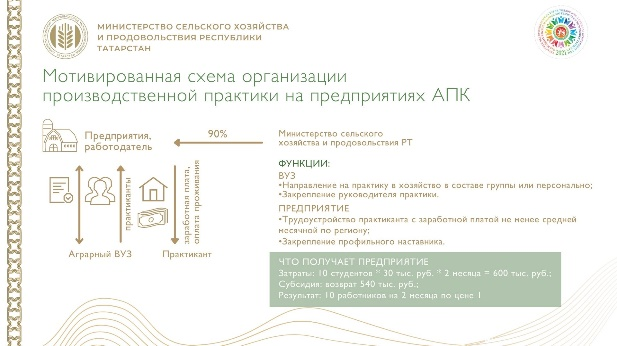 МИНИСТЕРСТВО СЕЛЬСКОГО ХОЗЯЙСТВА
И ПРОДОВОЛЬСТВИЯ РЕСПУБЛИКИ
ТАТАРСТАН
2021
Мотивированная схема организации
производственной практики на предприятиях АПК
Предприятия,
работодатель
90%
Министерство сельского
хозяйства и продовольствия РТ
практиканты
заработная плата,
оплата проживания
Аграрный ВУЗ
Практикант
ФУНКЦИИ:
ВУЗ
•Направление на практику в хозяйство в составе группы или персонально;
•Закрепление руководителя практики.
ПРЕДПРИЯТИЕ
•Трудоустройство практиканта с заработной платой не менее средней
месячной по региону;
•Закрепление профильного наставника.
ЧТО ПОЛУЧАЕТ ПРЕДПРИЯТИЕ
Затраты: 10 студентов * 30 тыс. руб. * 2 месяца = 600 тыс. руб.;
Субсидия: возврат 540 тыс. руб.;
Результат: 10 работников на 2 месяца по цене 1